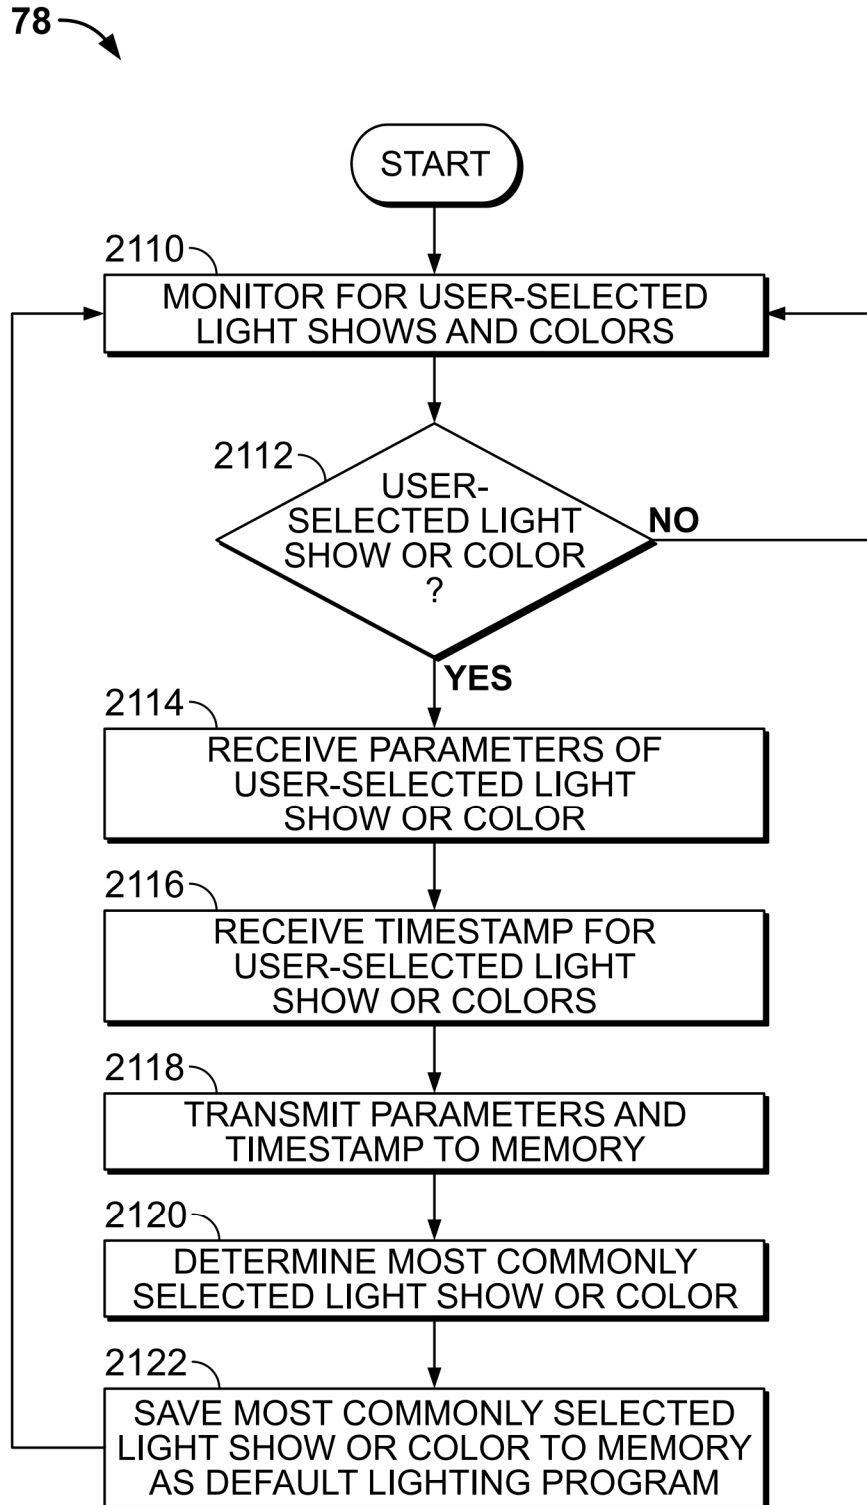 78
START
2110
MONITOR FOR USER-SELECTED
LIGHT SHOWS AND COLORS
2112
USER-
SELECTED LIGHT
SHOW OR COLOR
?
NO
YES
2114
RECEIVE PARAMETERS OF
USER-SELECTED LIGHT
SHOW OR COLOR
2116
RECEIVE TIMESTAMP FOR
USER-SELECTED LIGHT
SHOW OR COLORS
2118
TRANSMIT PARAMETERS AND
TIMESTAMP TO MEMORY
2120
DETERMINE MOST COMMONLY
SELECTED LIGHT SHOW OR COLOR
2122
SAVE MOST COMMONLY SELECTED
LIGHT SHOW OR COLOR TO MEMORY
AS DEFAULT LIGHTING PROGRAM